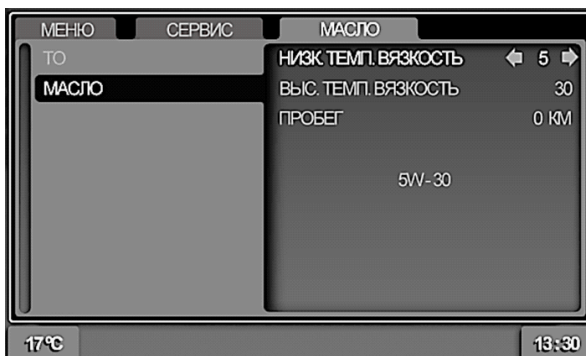 МЕНЮ СЕРВИС МАСЛО
ТО
МАСЛО
НИЗК. ТЕМП. ВЯЗКОСТЬ 5
ВЫС. ТЕМП. ВЯЗКОСТЬ 30
ПРОБЕГ 0 КМ
5W-30
17°C 13:30